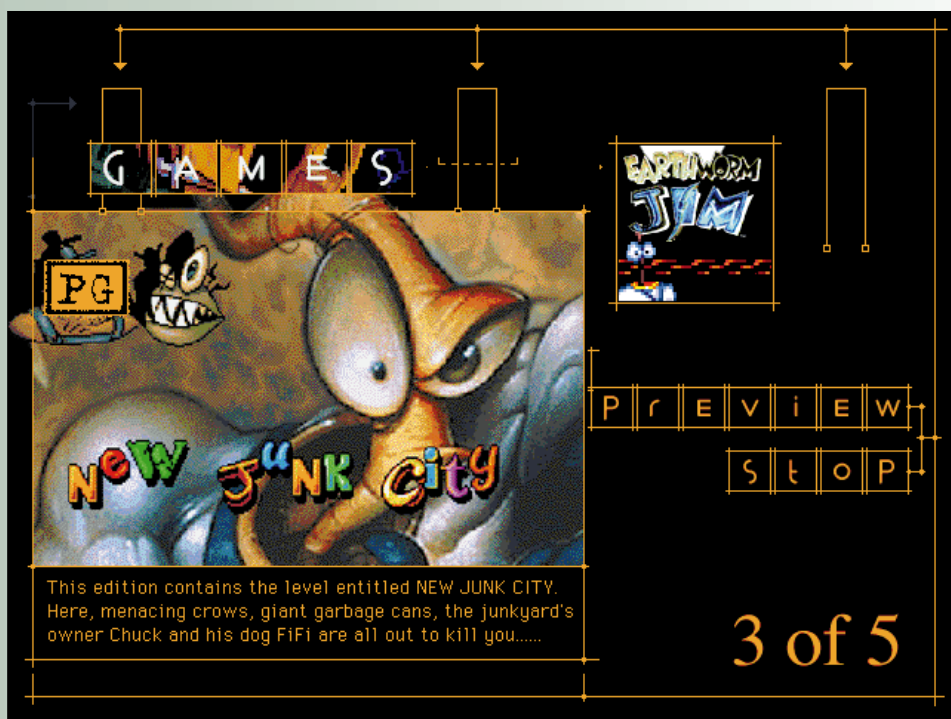 GAMES
EARTHWORM
JIM
PG
PrEViEW
StoP
NeW JuNK City
This edition contains the level entitled NEW JUNK CITY.
Here, menacing crows, giant garbage cans, the junkyard's
owner Chuck and his dog FiFi are all out to kill you......
3 of 5